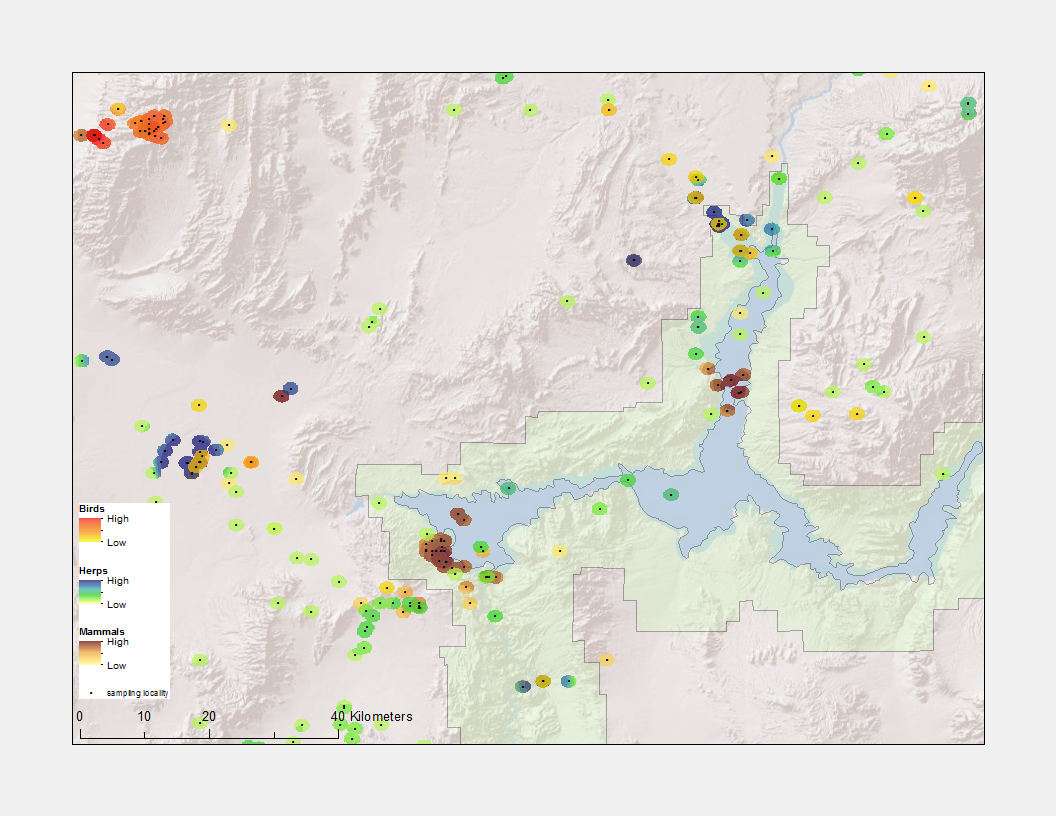 Birds
High
Low
Herps
High
Low
Mammals
High
Low
sampling locality
0 10 20 40 Kilometers